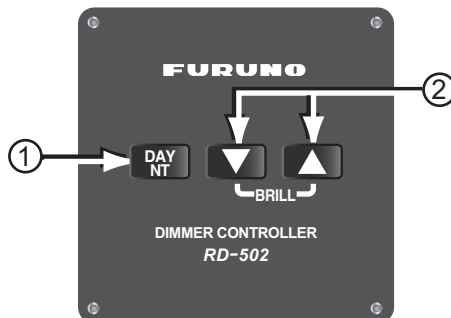 FURUNO
②
①
DAY
NT
▼
▲
BRILL
DIMMER CONTROLLER
RD-502